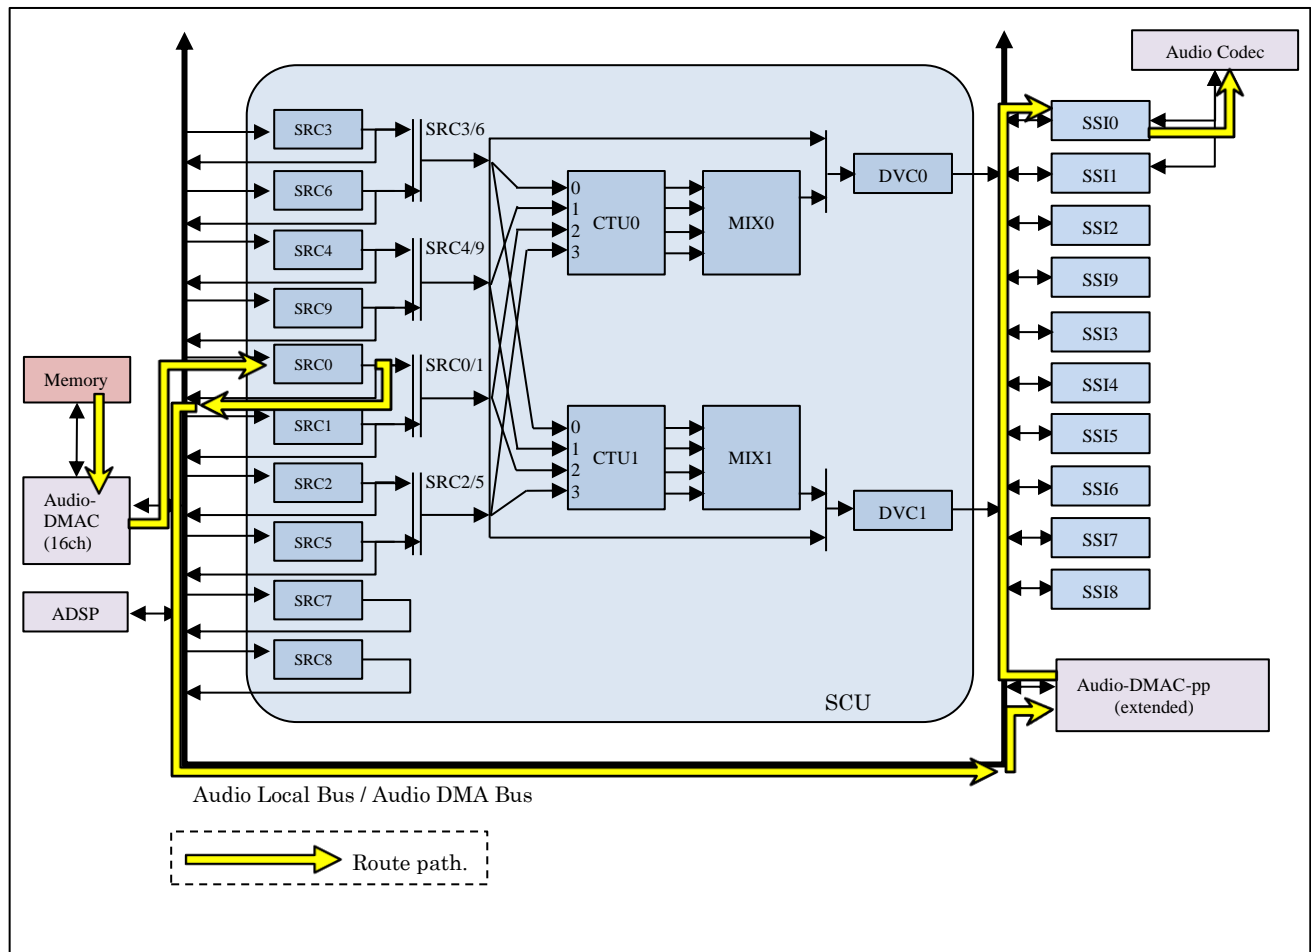 Audio Codec
SRC3
SRC3/6
SSI0
SSI1
SRC6
DVC0
0
1
2
3
CTU0
MIX0
SSI2
SRC4
SRC4/9
SSI9
SRC9
SSI3
SRC0
SRC0/1
Memory
SSI4
SRC1
0
1
2
3
CTU1
MIX1
SSI5
SRC2
SRC2/5
SSI6
Audio-
DMAC
(16ch)
DVC1
SRC5
SSI7
SRC7
SSI8
ADSP
SRC8
SCU
Audio-DMAC-pp
(extended)
Audio Local Bus / Audio DMA Bus
Route path.